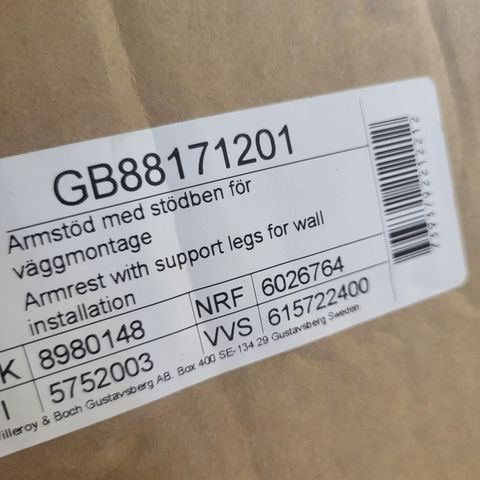 GB88171201
Armstöd med stödben för
väggmontage
Armrest with support legs for wall
installation
K 8980148 NRF 6026764
I 5752003 VVS 615722400
Villeroy & Boch Gustavsberg AB. Box 400 SE-134 29 Gustavsberg Sweden